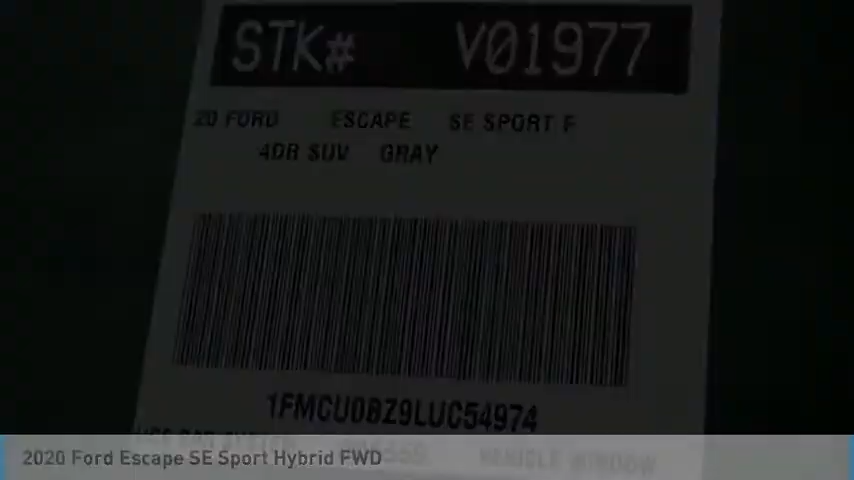 STK# V01977
20 FORD ESCAPE SE SPORT F
4DR SUV GRAY
1FMCU0BZ9LUC54974
2020 Ford Escape SE Sport Hybrid FWD